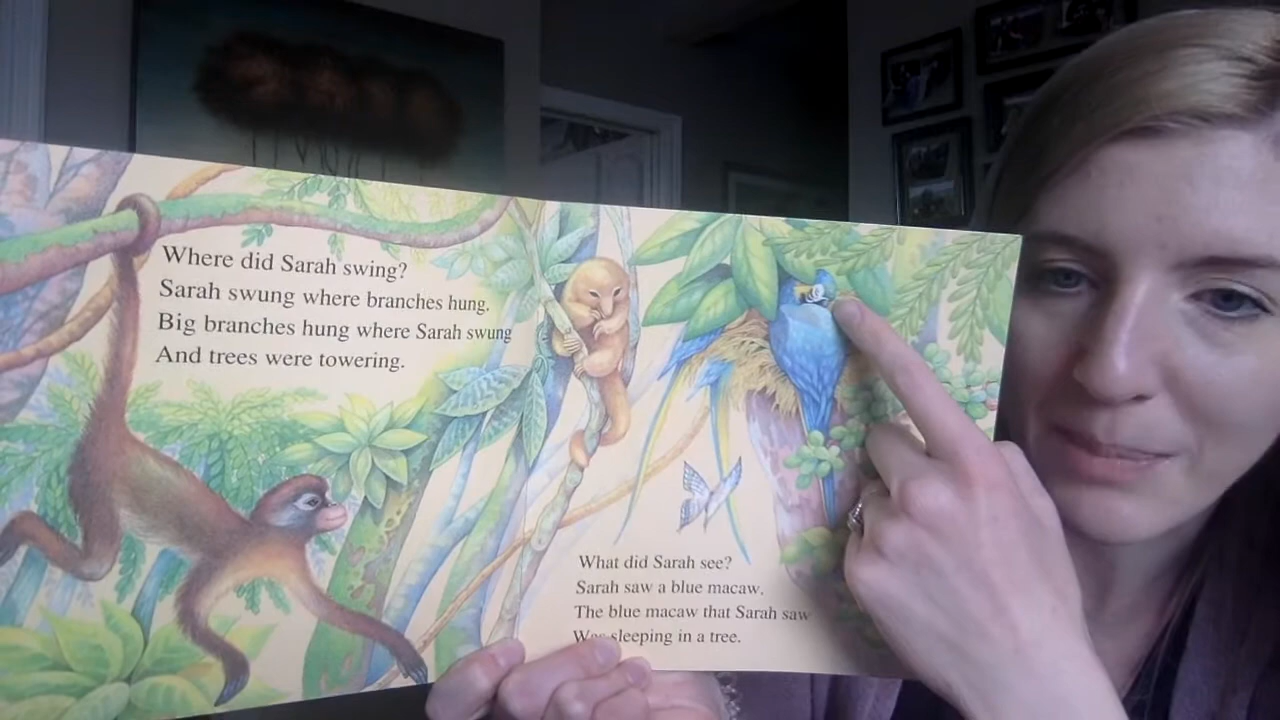 Where did Sarah swing?
Sarah swung where branches hung.
Big branches hung where Sarah swung
And trees were towering.
What did Sarah see?
Sarah saw a blue macaw.
The blue macaw that Sarah saw
Was sleeping in a tree.